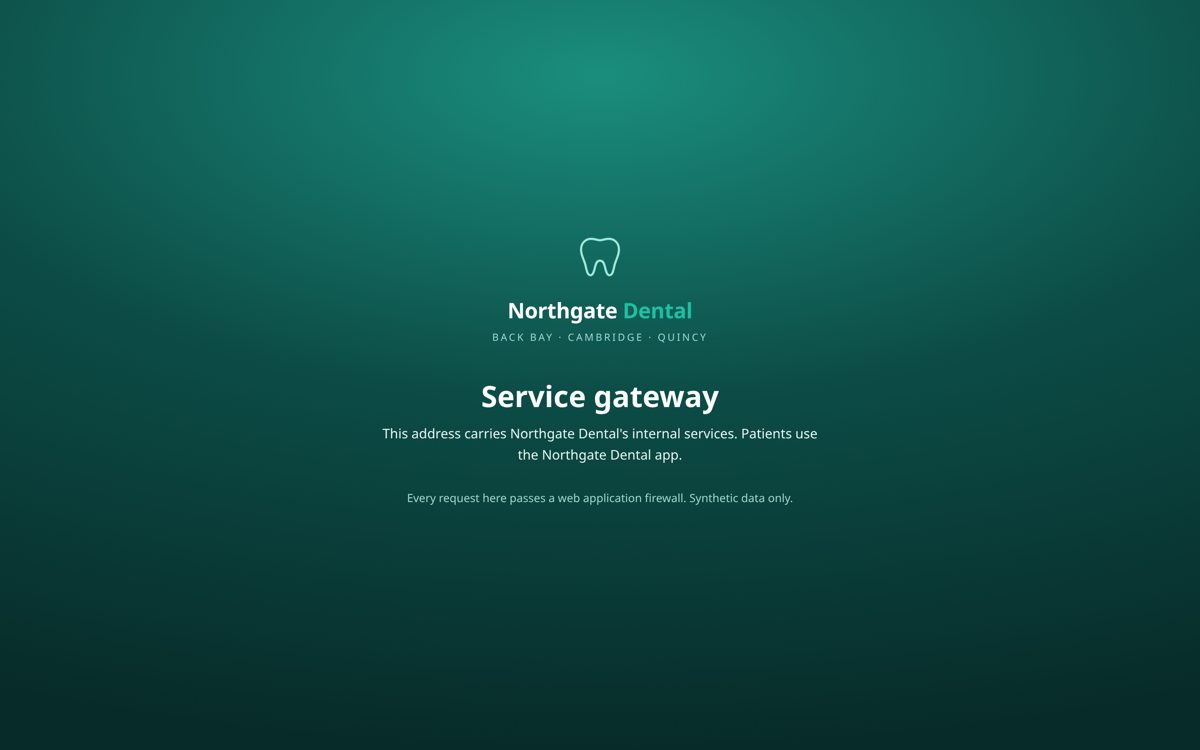 Northgate Dental
BACK BAY · CAMBRIDGE · QUINCY
Service gateway
This address carries Northgate Dental's internal services. Patients use
the Northgate Dental app.
Every request here passes a web application firewall. Synthetic data only.